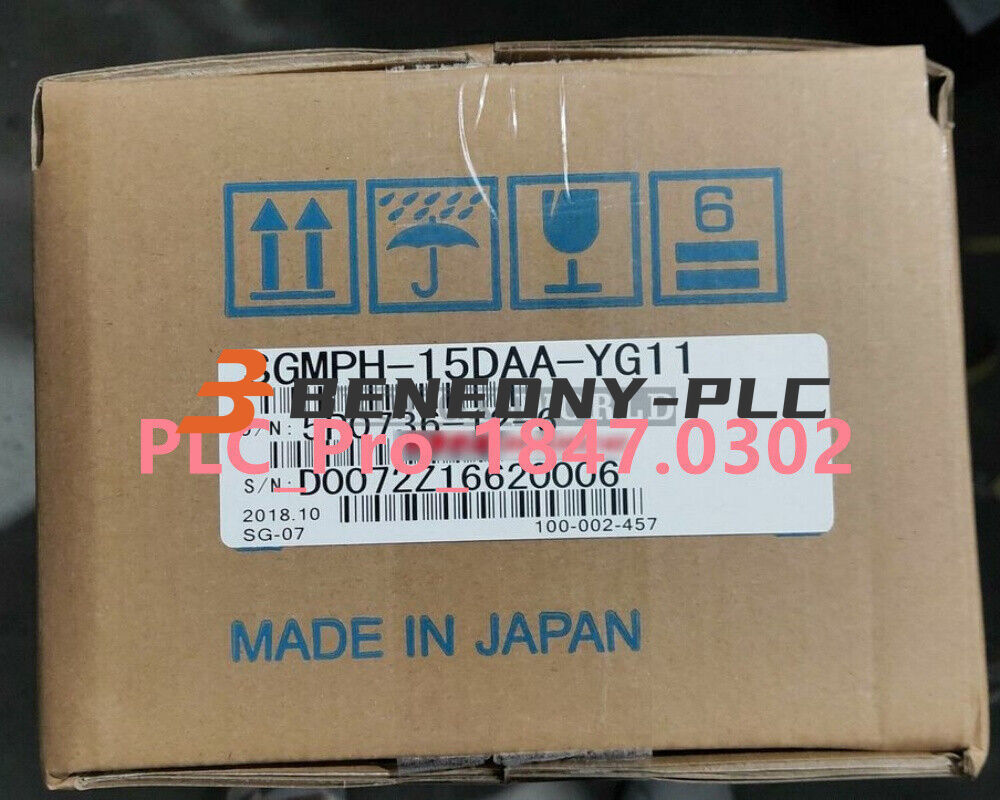 6
SGMPH-15DAA-YG11
BENEONY-PLC
PLC_Pro_1847.0302
S/N: D0072Z16620006
2018.10
SG-07 100-002-457
MADE IN JAPAN